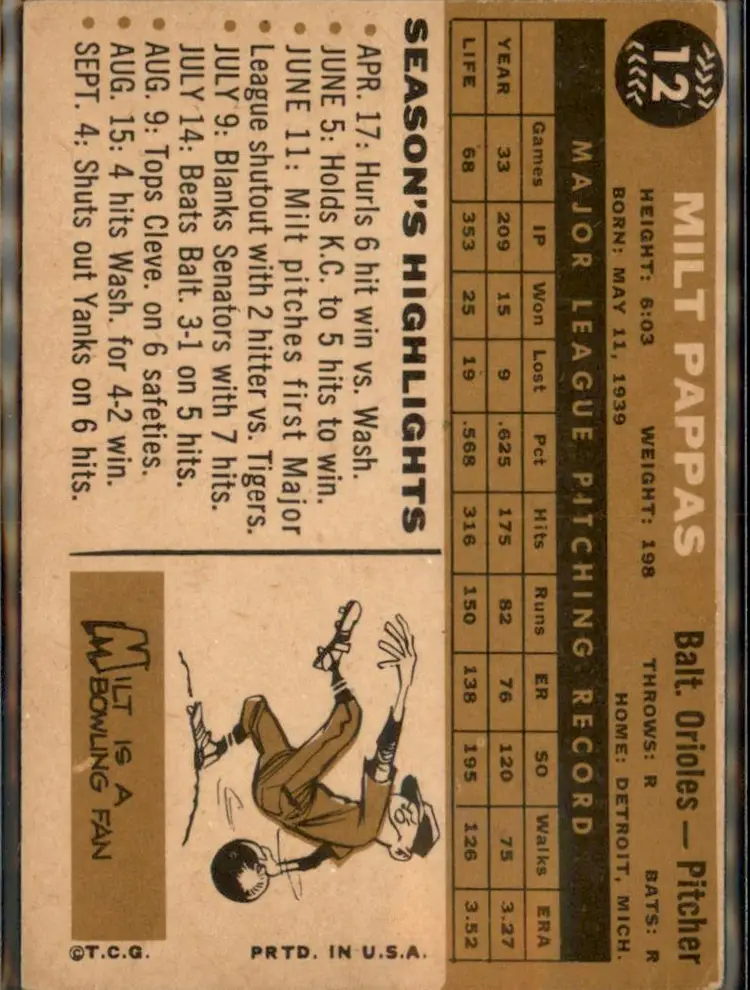 12
MILT PAPPAS Balt. Orioles — Pitcher
HEIGHT: 6:03 WEIGHT: 198 THROWS: R BATS: R
BORN: MAY 11, 1939 HOME: DETROIT, MICH.
MAJOR LEAGUE PITCHING RECORD
Games IP Won Lost Pct Hits Runs ER SO Walks ERA
YEAR 33 209 15 9 .625 175 82 76 120 75 3.27
LIFE 68 353 25 19 .568 316 150 138 195 126 3.52
SEASON'S HIGHLIGHTS
• APR. 17: Hurls 6 hit win vs. Wash.
• JUNE 5: Holds K.C. to 5 hits to win.
• JUNE 11: Milt pitches first Major
League shutout with 2 hitter vs. Tigers.
• JULY 9: Blanks Senators with 7 hits.
JULY 14: Beats Balt. 3-1 on 5 hits.
• AUG. 9: Tops Cleve. on 6 safeties.
• AUG. 15: 4 hits Wash. for 4-2 win.
• SEPT. 4: Shuts out Yanks on 6 hits.
MILT IS A
BOWLING FAN
PRTD. IN U.S.A.
©T.C.G.